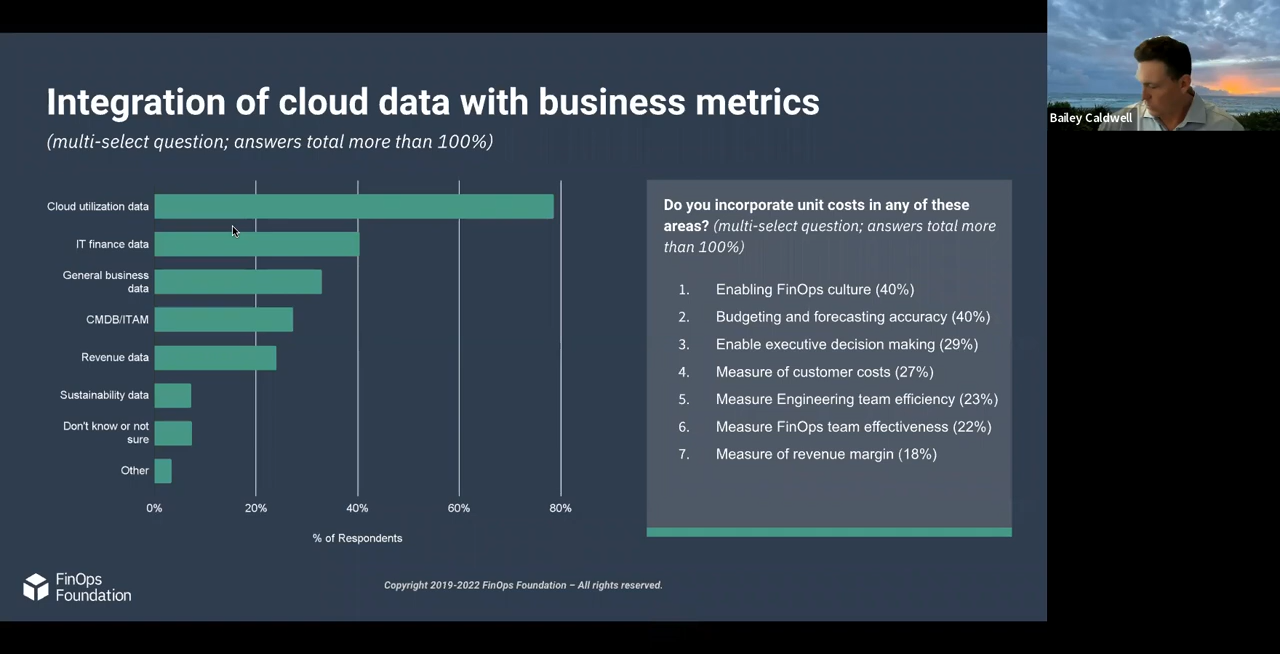 Integration of cloud data with business metrics
(multi-select question; answers total more than 100%)
Cloud utilization data
IT finance data
General business
data
CMDB/ITAM
Revenue data
Sustainability data
Don't know or not
sure
Other
0%
20%
40%
60%
80%
% of Respondents
Do you incorporate unit costs in any of these
areas? (multi-select question; answers total more
than 100%)
1. Enabling FinOps culture (40%)
2. Budgeting and forecasting accuracy (40%)
3. Enable executive decision making (29%)
4. Measure of customer costs (27%)
5. Measure Engineering team efficiency (23%)
6. Measure FinOps team effectiveness (22%)
7. Measure of revenue margin (18%)
FinOps
Foundation
Copyright 2019-2022 FinOps Foundation – All rights reserved.
Bailey Caldwell